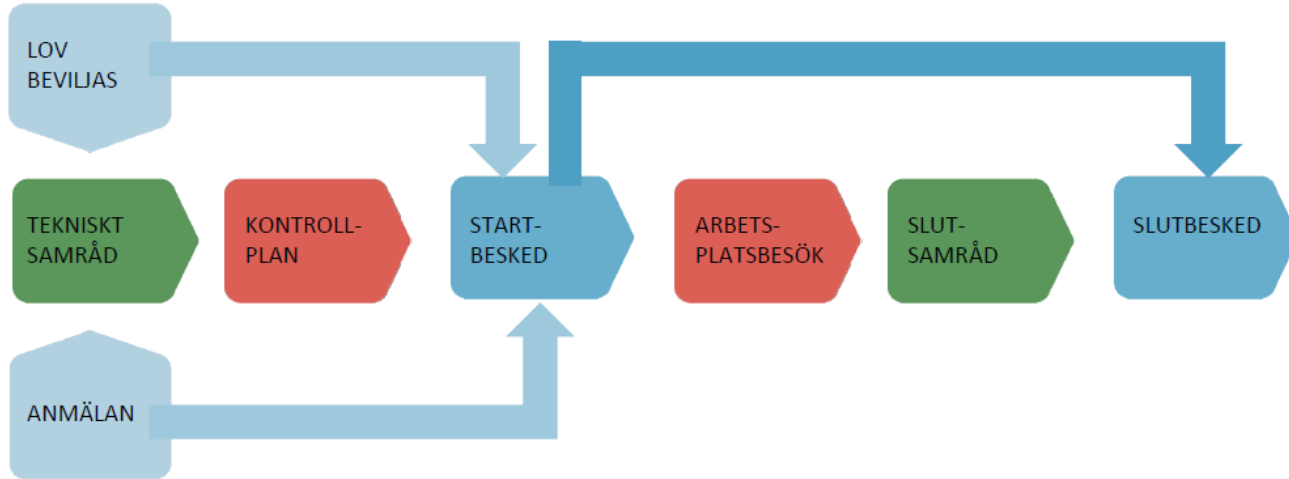 LOV
BEVILJAS
TEKNISKT
SAMRÅD
KONTROLL-
PLAN
START-
BESKED
ARBETS-
PLATSBESÖK
SLUT-
SAMRÅD
SLUTBESKED
ANMÄLAN